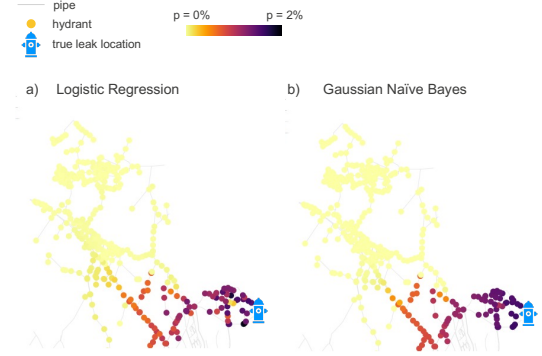 pipe
hydrant
true leak location
p = 0% p = 2%
a) Logistic Regression
b) Gaussian Naïve Bayes